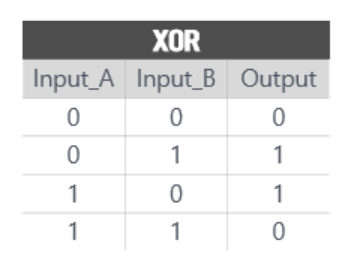 XOR
Input_A Input_B Output
0 0 0
0 1 1
1 0 1
1 1 0